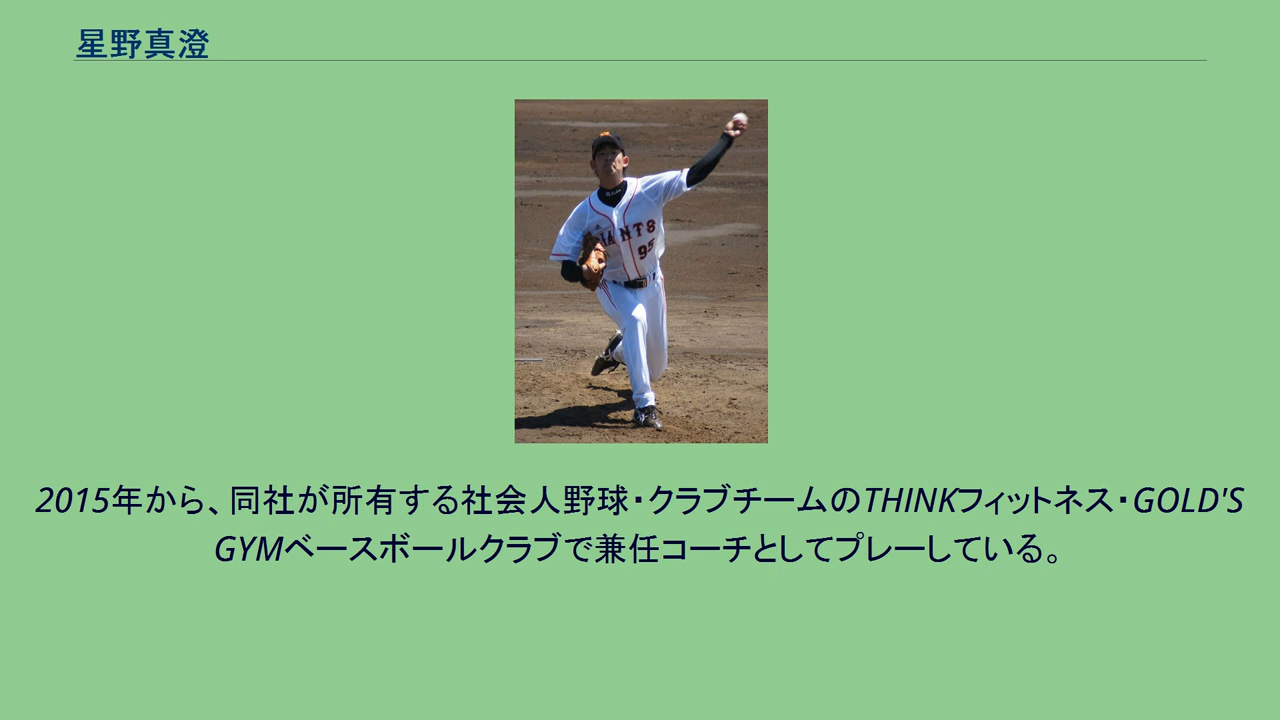 星野真澄
GIANTS
95
2015年から、同社が所有する社会人野球・クラブチームのTHINKフィットネス・GOLD'S
GYMベースボールクラブで兼任コーチとしてプレーしている。